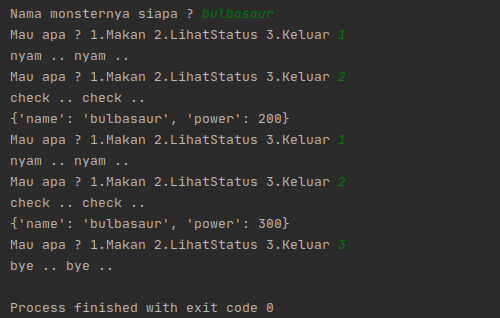 Nama monsternya siapa ? bulbasaur
Mau apa ? 1.Makan 2.LihatStatus 3.Keluar 1
nyam .. nyam ..
Mau apa ? 1.Makan 2.LihatStatus 3.Keluar 2
check .. check ..
{'name': 'bulbasaur', 'power': 200}
Mau apa ? 1.Makan 2.LihatStatus 3.Keluar 1
nyam .. nyam ..
Mau apa ? 1.Makan 2.LihatStatus 3.Keluar 2
check .. check ..
{'name': 'bulbasaur', 'power': 300}
Mau apa ? 1.Makan 2.LihatStatus 3.Keluar 3
bye .. bye ..
Process finished with exit code 0